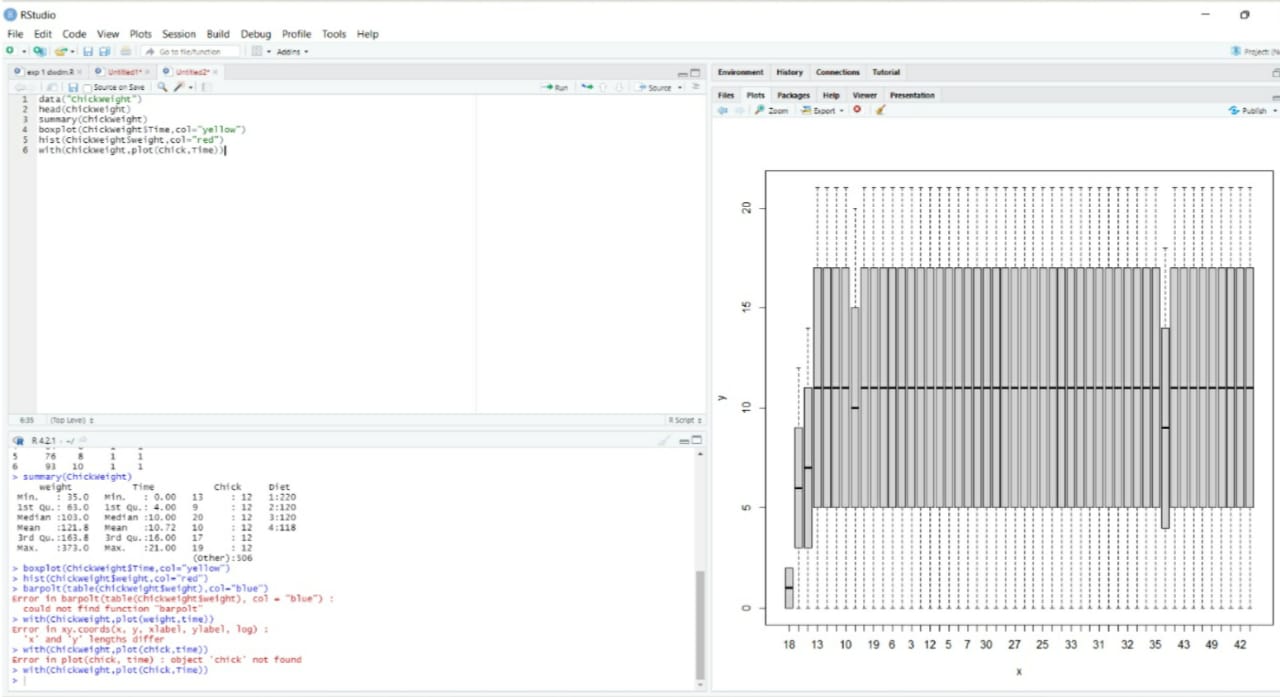 RStudio
File Edit Code View Plots Session Build Debug Profile Tools Help
Go to file/function Addins
Project: (N
exp 1 dwdm.R Untitled1* Untitled2*
Source on Save Run Source
1 data("ChickWeight")
2 head(ChickWeight)
3 summary(ChickWeight)
4 boxplot(ChickWeight$Time,col="yellow")
5 hist(ChickWeight$weight,col="red")
6 with(ChickWeight,plot(Chick,Time))
6:35 (Top Level) R Script
R 4.2.1 · ~/
5 76 8 1 1
6 93 10 1 1
> summary(ChickWeight)
weight Time Chick Diet
Min. : 35.0 Min. : 0.00 13 : 12 1:220
1st Qu.: 63.0 1st Qu.: 4.00 9 : 12 2:120
Median :103.0 Median :10.00 20 : 12 3:120
Mean :121.8 Mean :10.72 10 : 12 4:118
3rd Qu.:163.8 3rd Qu.:16.00 17 : 12
Max. :373.0 Max. :21.00 19 : 12
(Other):506
> boxplot(ChickWeight$Time,col="yellow")
> hist(ChickWeight$weight,col="red")
> barpolt(table(ChickWeight$weight),col="blue")
Error in barpolt(table(ChickWeight$weight), col = "blue") :
could not find function "barpolt"
> with(ChickWeight,plot(weight,time))
Error in xy.coords(x, y, xlabel, ylabel, log) :
'x' and 'y' lengths differ
> with(ChickWeight,plot(chick,time))
Error in plot(chick, time) : object 'chick' not found
> with(ChickWeight,plot(Chick,Time))
>
Environment History Connections Tutorial
Files Plots Packages Help Viewer Presentation
Zoom Export Publish
20
15
10
5
0
y
18 13 10 19 6 3 12 5 7 30 27 25 33 31 32 35 43 49 42
x